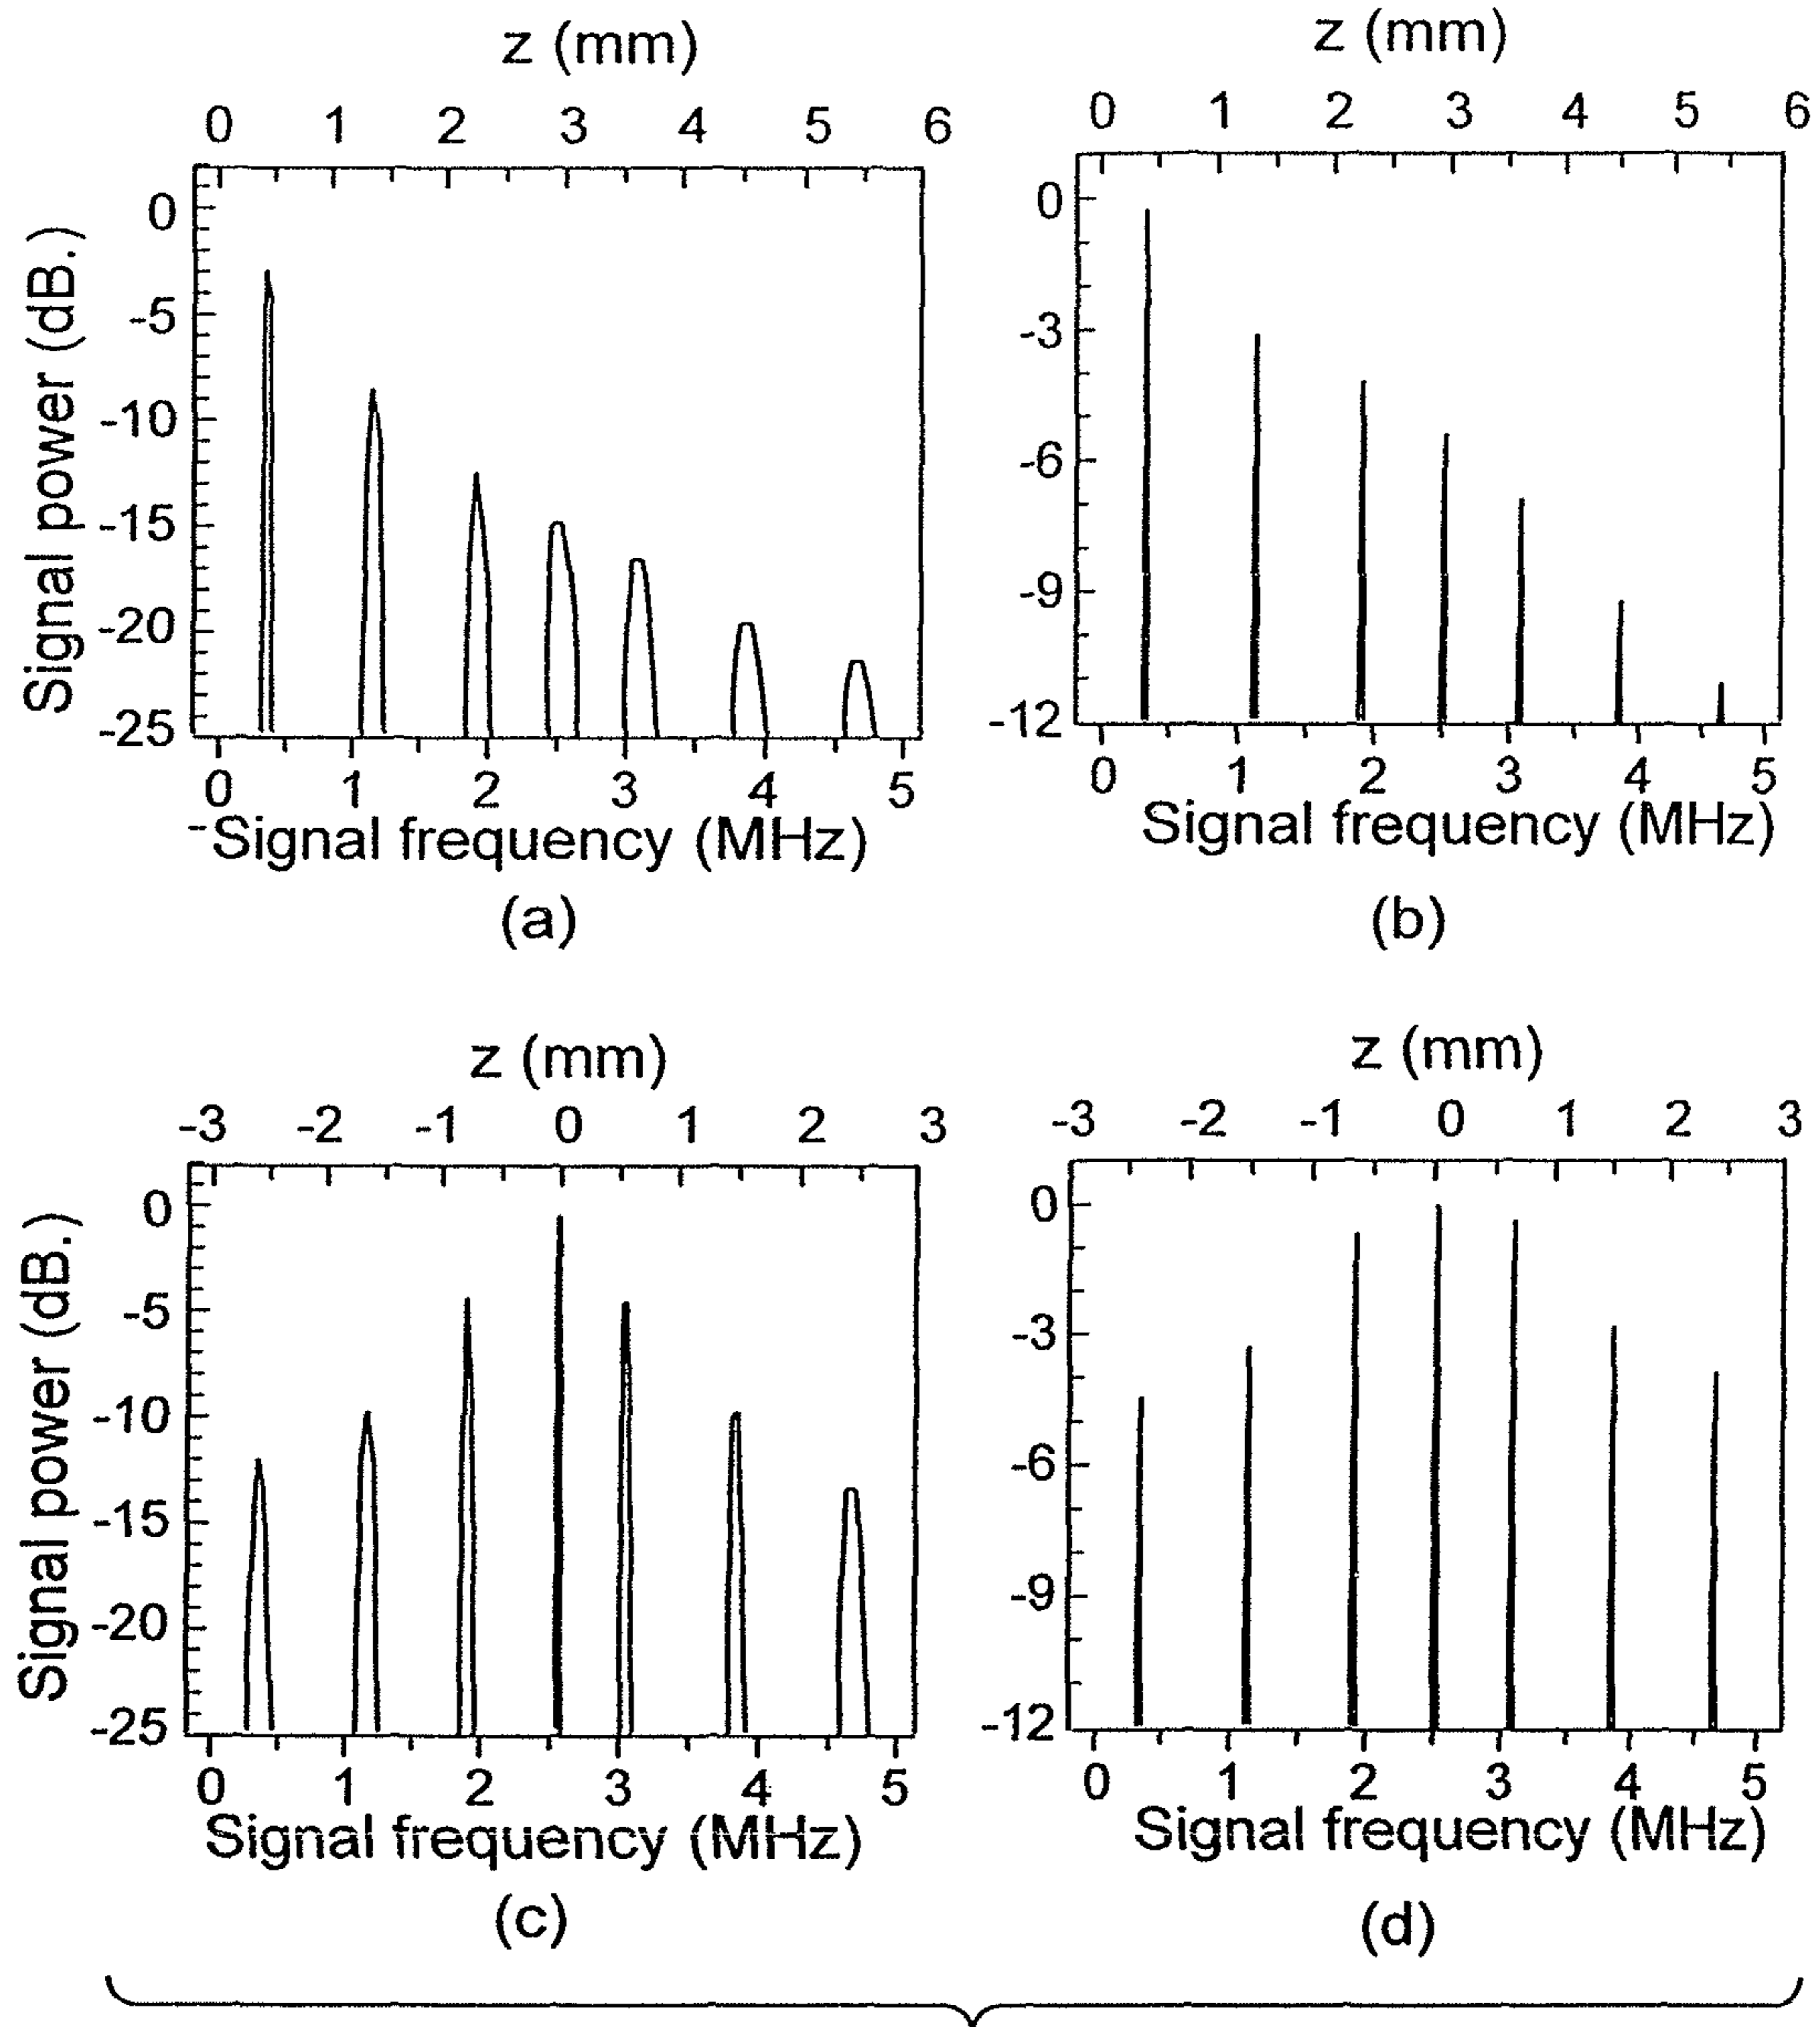 z (mm)
0 1 2 3 4 5 6
Signal power (dB.)
0
-5
-10
-15
-20
-25
0 1 2 3 4 5
-Signal frequency (MHz)
(a)
z (mm)
0 1 2 3 4 5 6
0
-3
-6
-9
-12
0 1 2 3 4 5
Signal frequency (MHz)
(b)
z (mm)
-3 -2 -1 0 1 2 3
Signal power (dB.)
0
-5
-10
-15
-20
-25
0 1 2 3 4 5
Signal frequency (MHz)
(c)
z (mm)
-3 -2 -1 0 1 2 3
0
-3
-6
-9
-12
0 1 2 3 4 5
Signal frequency (MHz)
(d)